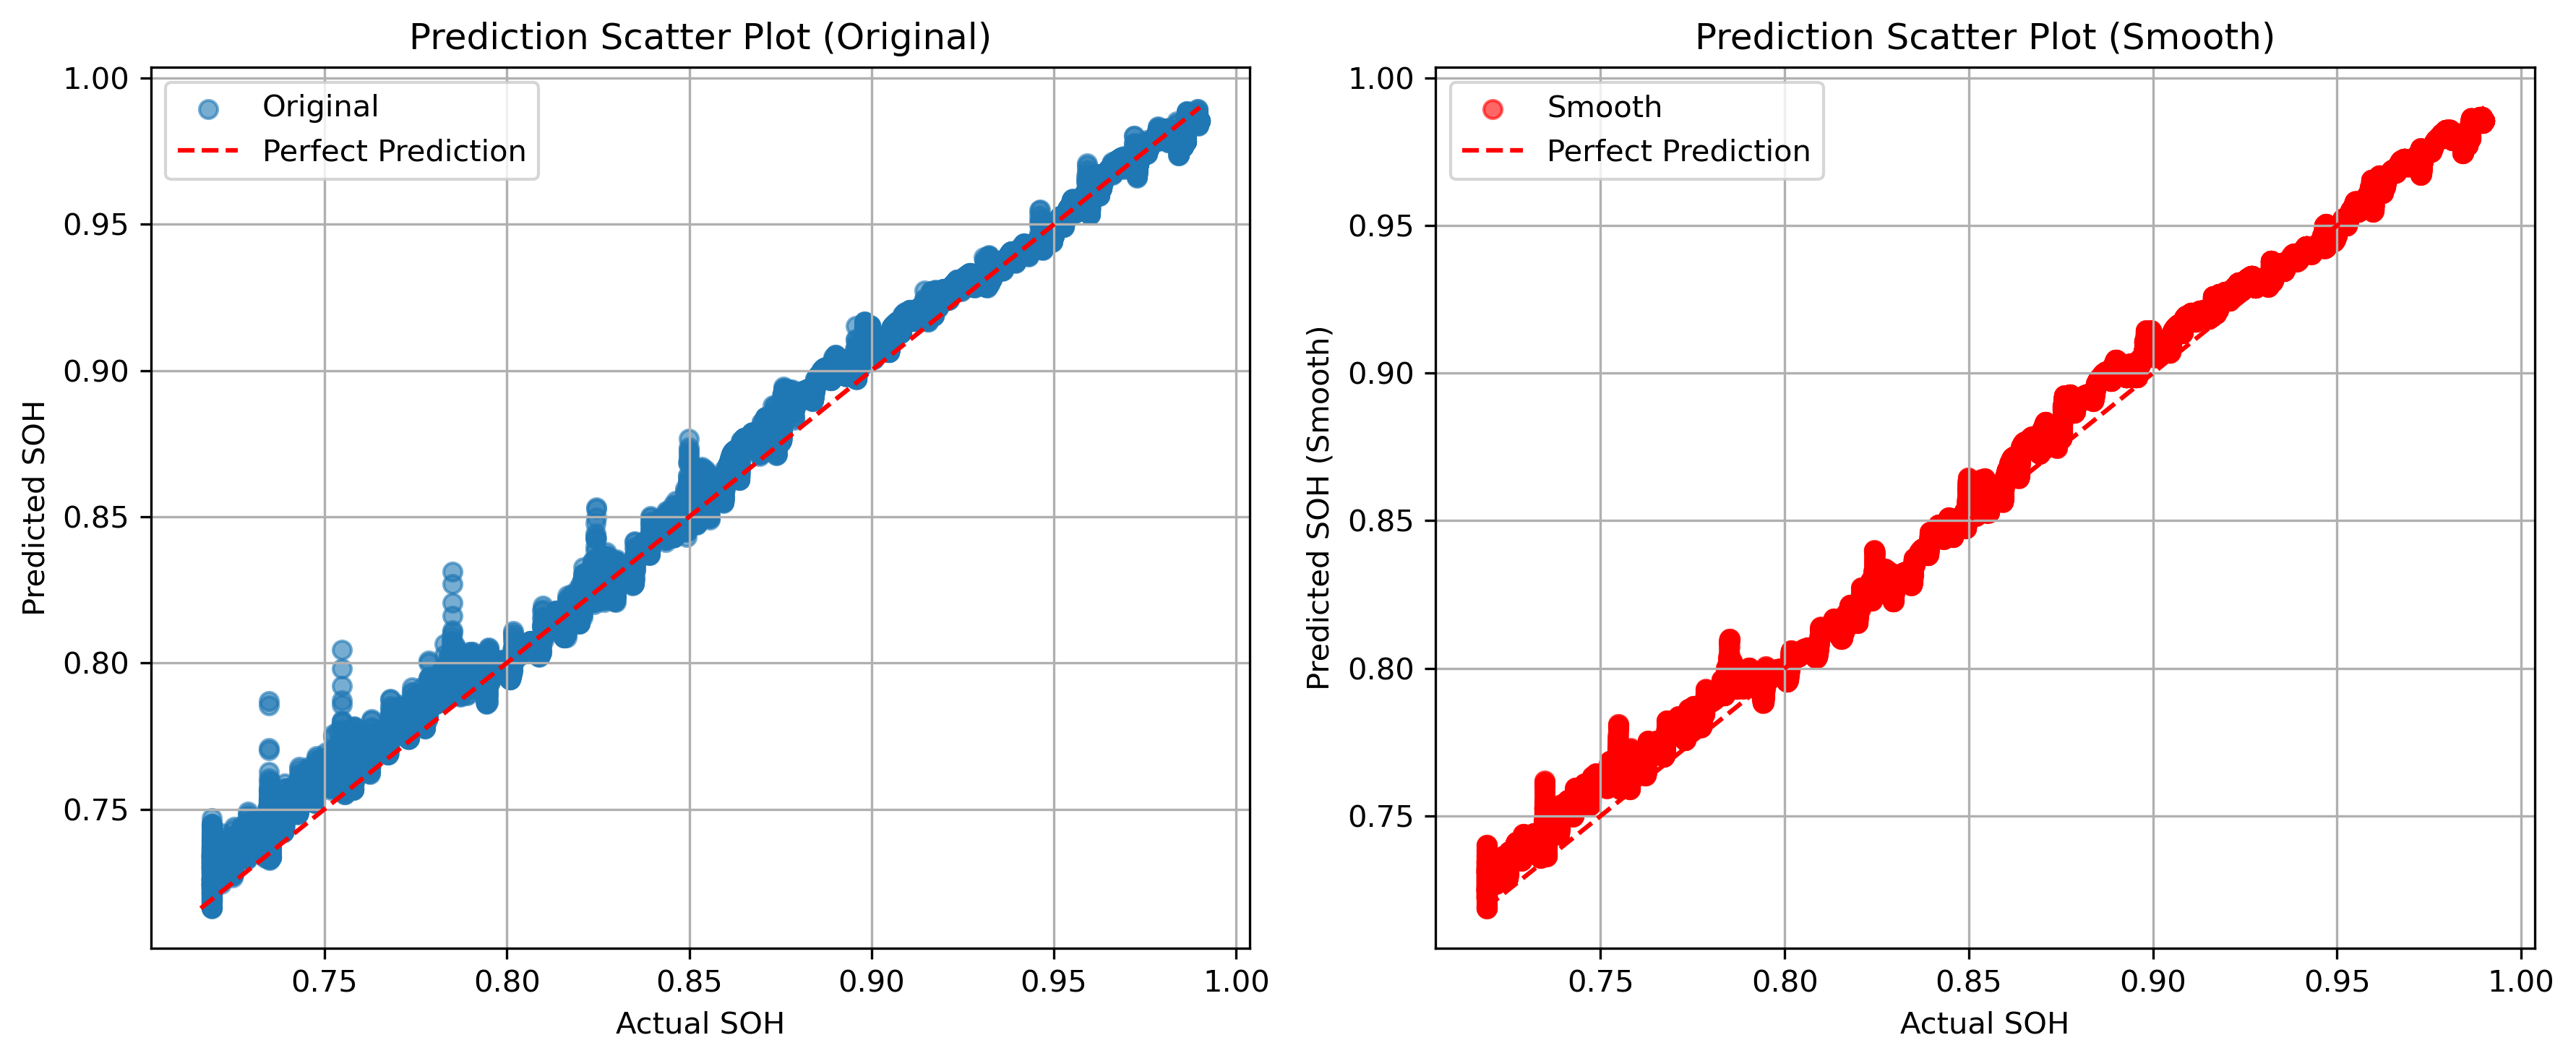 Prediction Scatter Plot (Original)
1.00
0.95
0.90
0.85
0.80
0.75
Predicted SOH
Original
Perfect Prediction
0.75 0.80 0.85 0.90 0.95 1.00
Actual SOH
Prediction Scatter Plot (Smooth)
1.00
0.95
0.90
0.85
0.80
0.75
Predicted SOH (Smooth)
Smooth
Perfect Prediction
0.75 0.80 0.85 0.90 0.95 1.00
Actual SOH